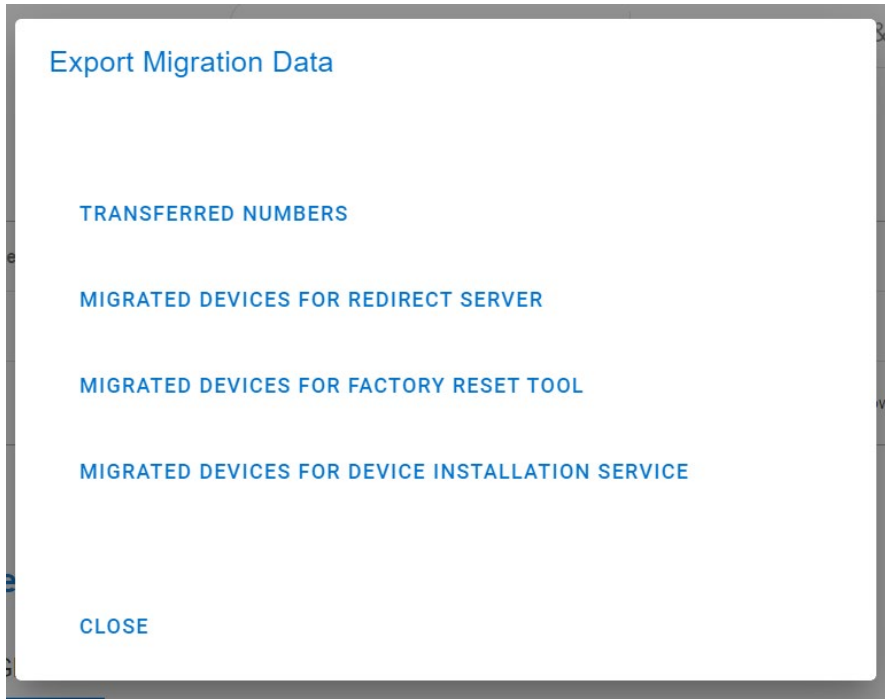 Export Migration Data
TRANSFERRED NUMBERS
MIGRATED DEVICES FOR REDIRECT SERVER
MIGRATED DEVICES FOR FACTORY RESET TOOL
MIGRATED DEVICES FOR DEVICE INSTALLATION SERVICE
CLOSE